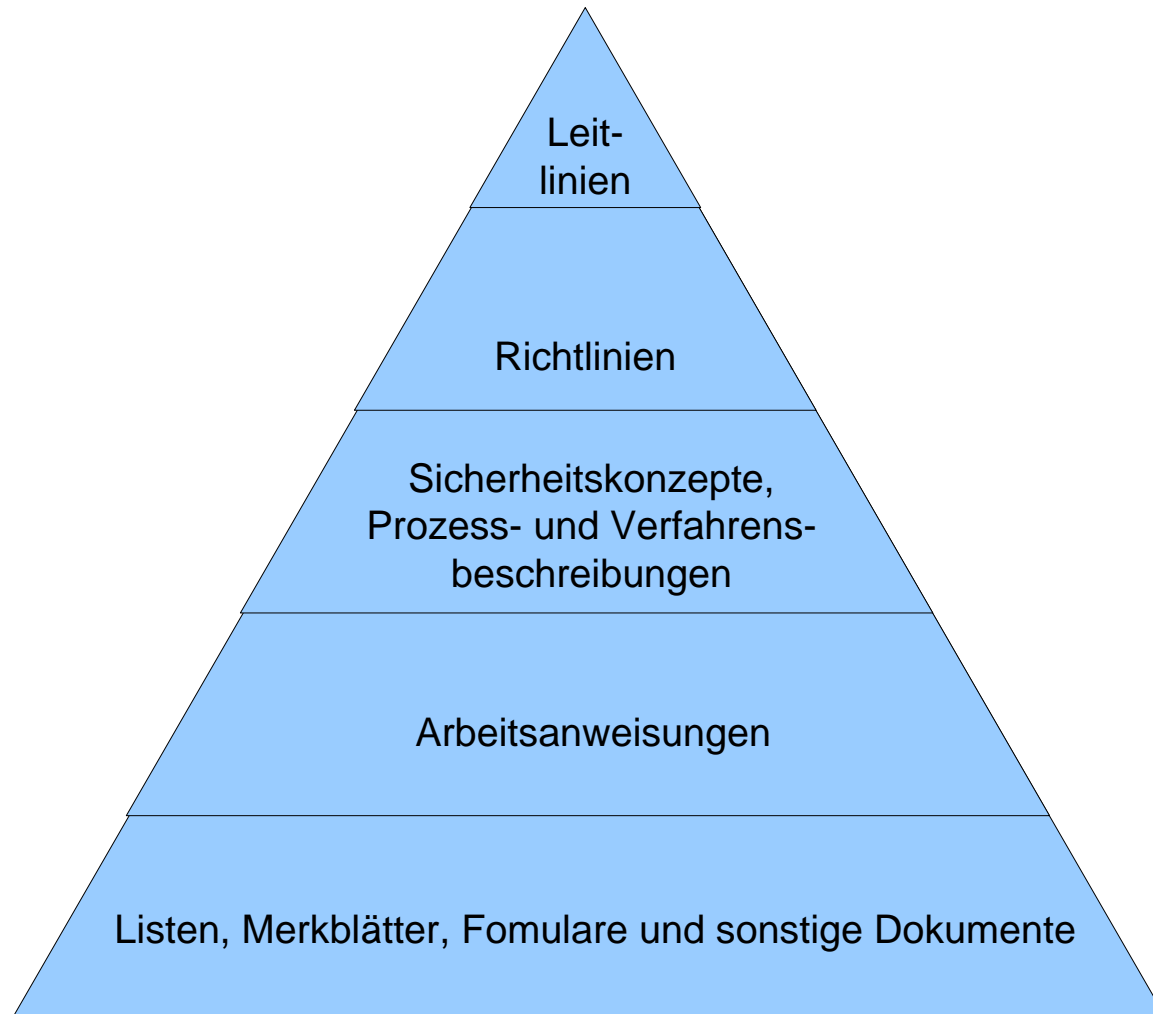 Leit-
linien
Richtlinien
Sicherheitskonzepte,
Prozess- und Verfahrens-
beschreibungen
Arbeitsanweisungen
Listen, Merkblätter, Fomulare und sonstige Dokumente